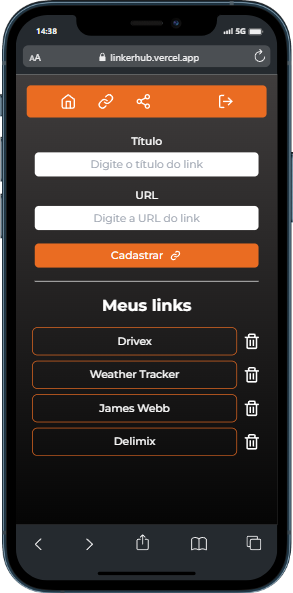 14:38
5G
AA
linkerhub.vercel.app
Título
Digite o título do link
URL
Digite a URL do link
Cadastrar
Meus links
Drivex
Weather Tracker
James Webb
Delimix